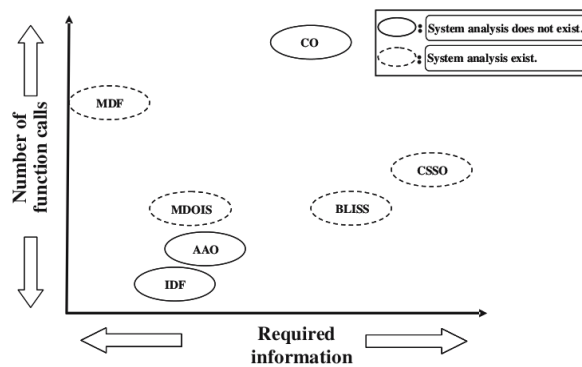 CO
: System analysis does not exist.
: System analysis exist.
MDF
Number of
function calls
CSSO
MDOIS
BLISS
AAO
IDF
Required
information